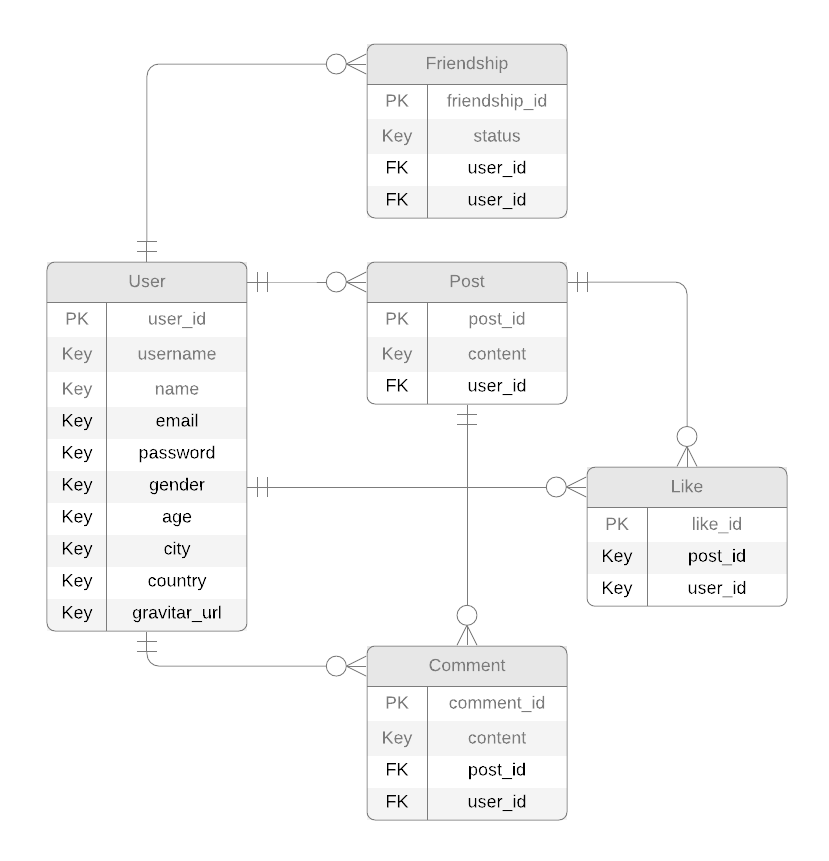 Friendship
PK friendship_id
Key status
FK user_id
FK user_id
User
PK user_id
Key username
Key name
Key email
Key password
Key gender
Key age
Key city
Key country
Key gravitar_url
Post
PK post_id
Key content
FK user_id
Like
PK like_id
Key post_id
Key user_id
Comment
PK comment_id
Key content
FK post_id
FK user_id